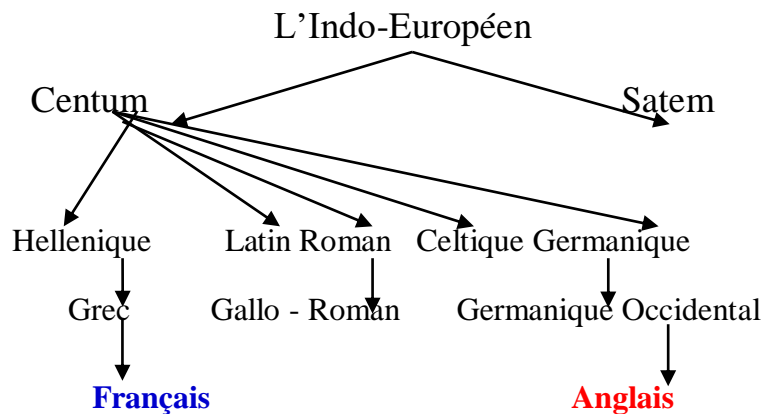 L’Indo-Européen
Centum Satem
Hellenique Latin Roman Celtique Germanique
Grec Gallo - Roman Germanique Occidental
Français Anglais